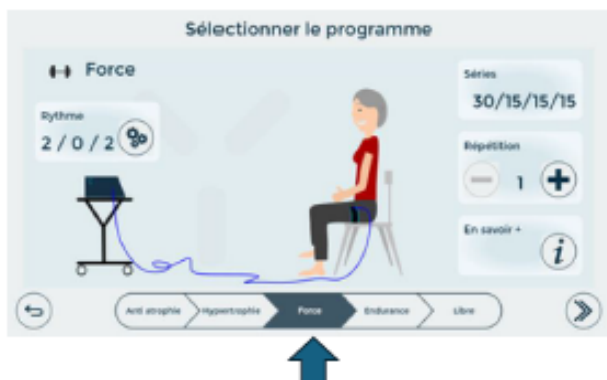 Sélectionner le programme
Force
Rythme
2 / 0 / 2
Séries
30/15/15/15
Répétition
1
En savoir +
i
Anti atrophie
Hypertrophie
Force
Endurance
Libre